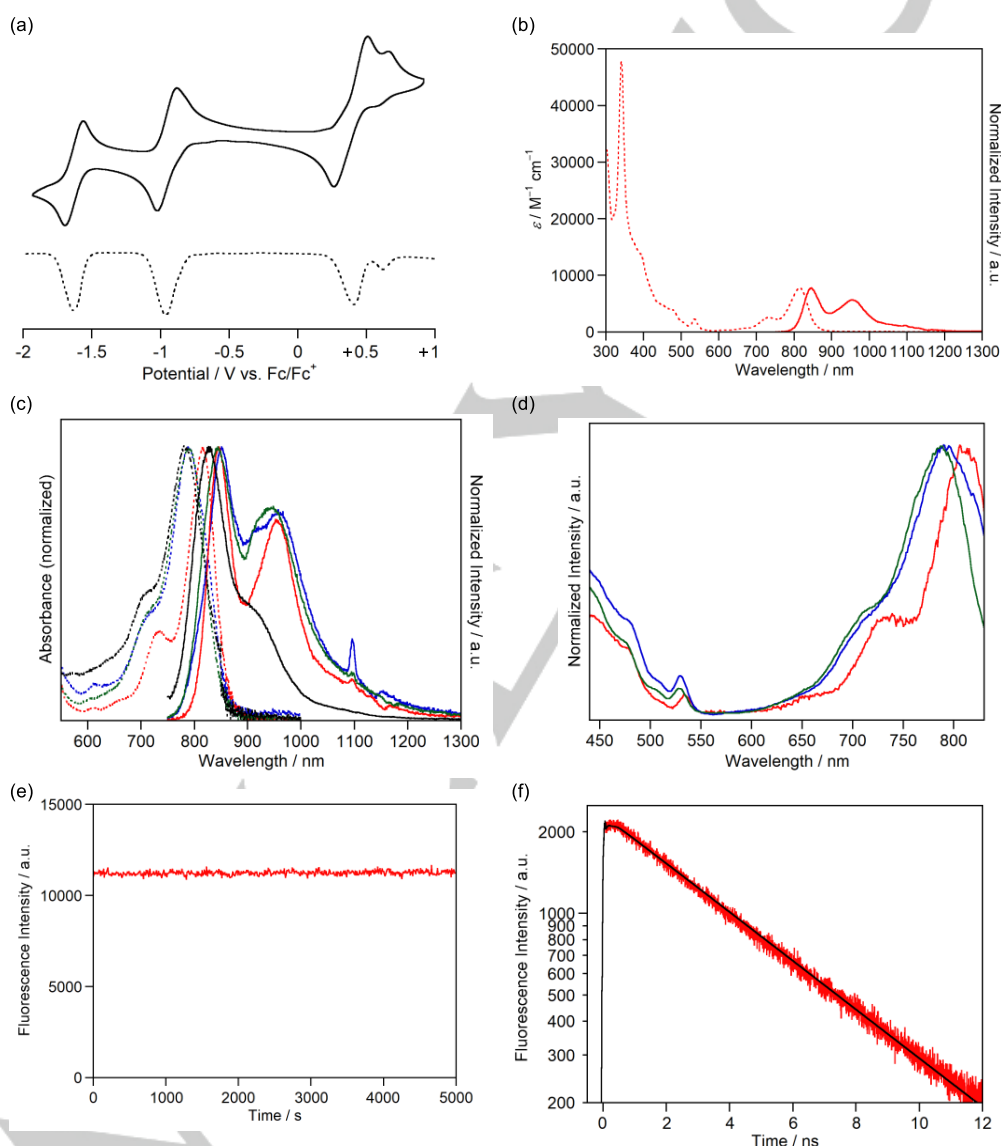 (a)
-2 -1.5 -1 -0.5 0 +0.5 +1
Potential / V vs. Fc/Fc⁺
(b)
50000
40000
30000
20000
10000
0
ε / M⁻¹ cm⁻¹
Normalized Intensity / a.u.
300 400 500 600 700 800 900 1000 1100 1200 1300
Wavelength / nm
(c)
Absorbance (normalized)
Normalized Intensity / a.u.
600 700 800 900 1000 1100 1200 1300
Wavelength / nm
(d)
Normalized Intensity / a.u.
450 500 550 600 650 700 750 800
Wavelength / nm
(e)
15000
10000
5000
0
Fluorescence Intensity / a.u.
0 1000 2000 3000 4000 5000
Time / s
(f)
2000
1000
900
800
700
600
500
400
300
200
Fluorescence Intensity / a.u.
0 2 4 6 8 10 12
Time / ns